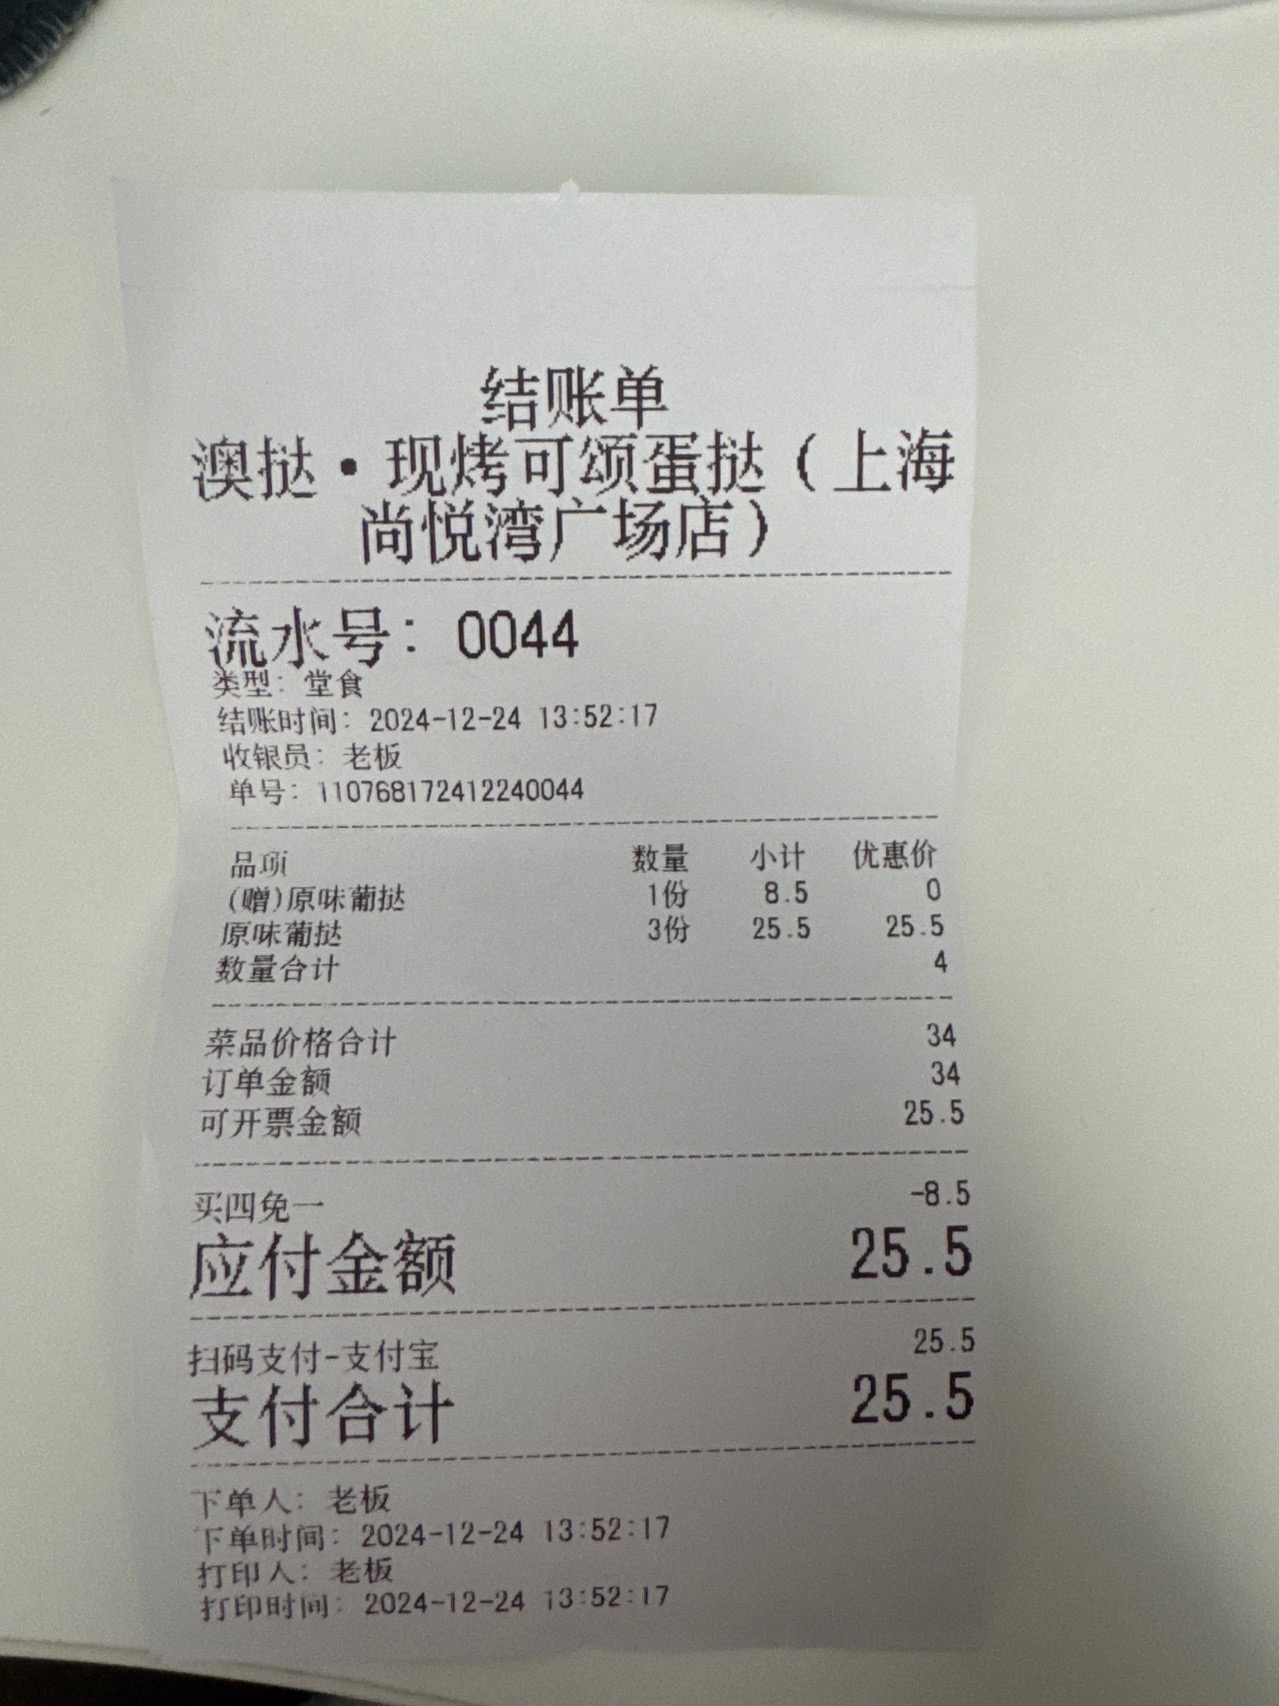 结账单
澳挞·现烤可颂蛋挞（上海
尚悦湾广场店）
流水号：0044
类型：堂食
结账时间：2024-12-24 13:52:17
收银员：老板
单号：110768172412240044
品项 数量 小计 优惠价
(赠)原味葡挞 1份 8.5 0
原味葡挞 3份 25.5 25.5
数量合计 4
菜品价格合计 34
订单金额 34
可开票金额 25.5
买四免一 -8.5
应付金额 25.5
扫码支付-支付宝 25.5
支付合计 25.5
下单人：老板
下单时间：2024-12-24 13:52:17
打印人：老板
打印时间：2024-12-24 13:52:17